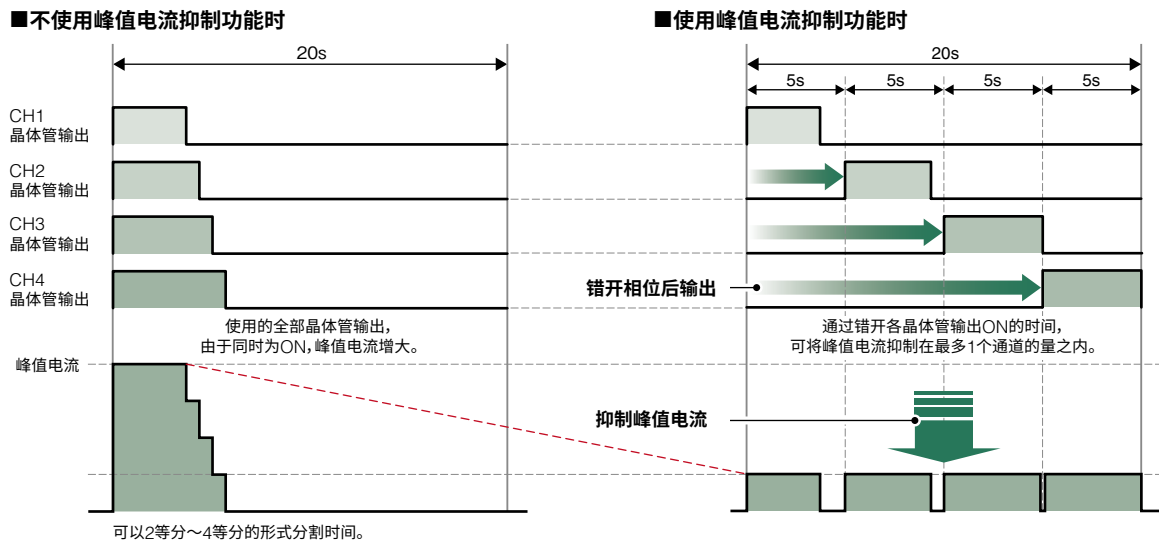 ■不使用峰值电流抑制功能时
20s
CH1
晶体管输出
CH2
晶体管输出
CH3
晶体管输出
CH4
晶体管输出
使用的全部晶体管输出，
由于同时为ON，峰值电流增大。
峰值电流
可以2等分～4等分的形式分割时间。
■使用峰值电流抑制功能时
20s
5s 5s 5s 5s
错开相位后输出
通过错开各晶体管输出ON的时间，
可将峰值电流抑制在最多1个通道的量之内。
抑制峰值电流